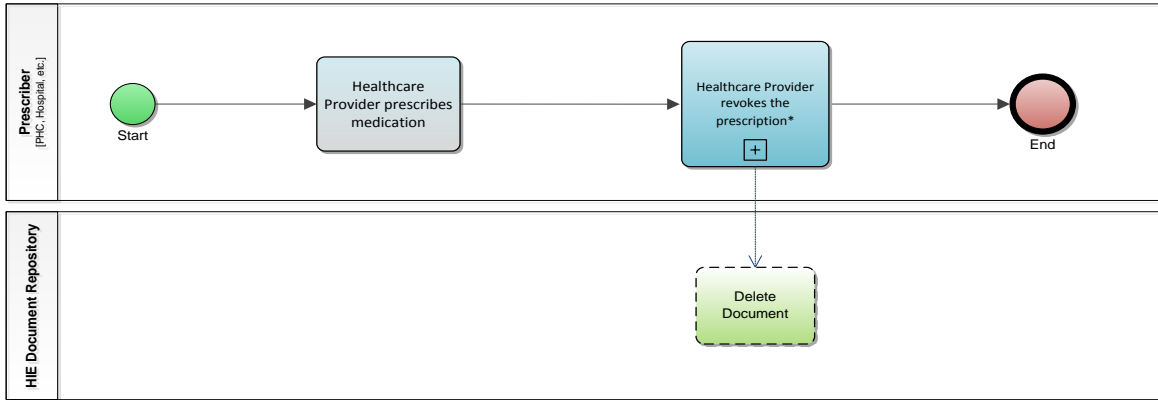 Prescriber
[PHC, Hospital, etc.]
Start
Healthcare
Provider prescribes
medication
Healthcare Provider
revokes the
prescription*
+
End
HIE Document Repository
Delete
Document